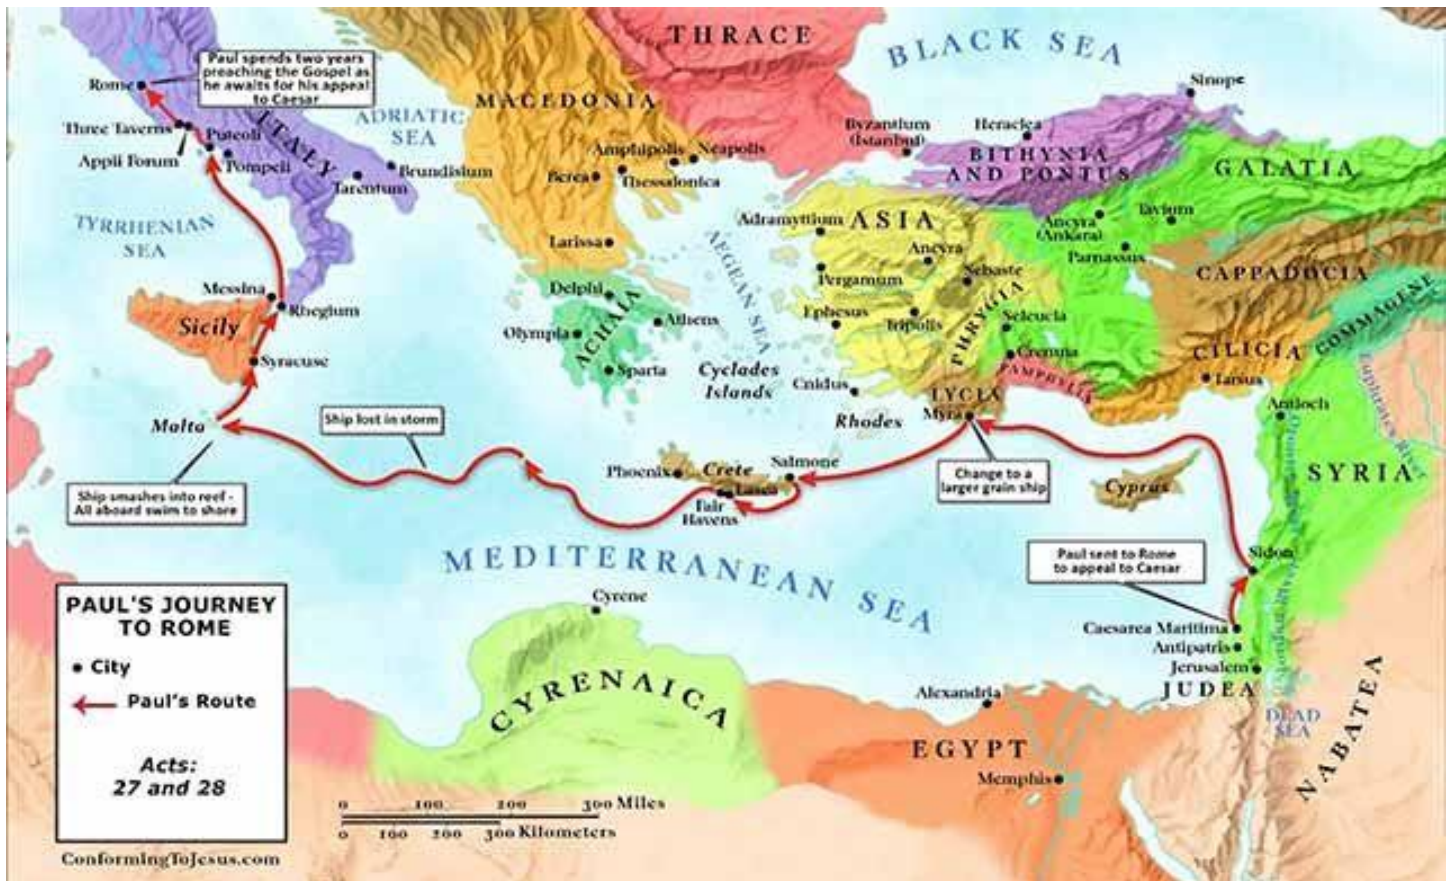 THRACE
BLACK SEA
Paul spends two years
preaching the Gospel as
he awaits for his appeal
to Caesar
Rome
Sinope
MACEDONIA
ADRIATIC
SEA
ITALY
Three Taverns
Puteoli
Appii Forum
Pompeii
Brundisium
Tarentum
Amphipolis
Neapolis
Berea
Thessalonica
Byzantium
(Istanbul)
Heraclea
BITHYNIA
AND PONTUS
GALATIA
TYRRHENIAN
SEA
Larissa
AEGEAN SEA
Adramyttium
ASIA
Ancyra
Ancyra
(Ankara)
Tavium
Parnassus
Pergamum
Sebaste
CAPPADOCIA
COMMAGENE
Messina
Rhegium
Sicily
Syracuse
Delphi
ACHAIA
Olympia
Athens
Sparta
Ephesus
Tripolis
PHRYGIA
Seleucia
Cremna
PAMPHYLIA
CILICIA
Tarsus
Euphrates River
Cyclades
Islands
Cnidus
LYCIA
Myra
Rhodes
Antioch
SYRIA
Malta
Ship lost in storm
Phoenix
Crete
Salmone
Lasea
Fair
Havens
Change to a
larger grain ship
Cyprus
Ship smashes into reef -
All aboard swim to shore
MEDITERRANEAN SEA
Paul sent to Rome
to appeal to Caesar
Sidon
Caesarea Maritima
Antipatris
Jerusalem
JUDEA
DEAD
SEA
NABATEA
Cyrene
CYRENAICA
Alexandria
EGYPT
Memphis
PAUL'S JOURNEY
TO ROME
City
Paul's Route
Acts:
27 and 28
0 100 200 300 Miles
0 100 200 300 Kilometers
ConformingToJesus.com